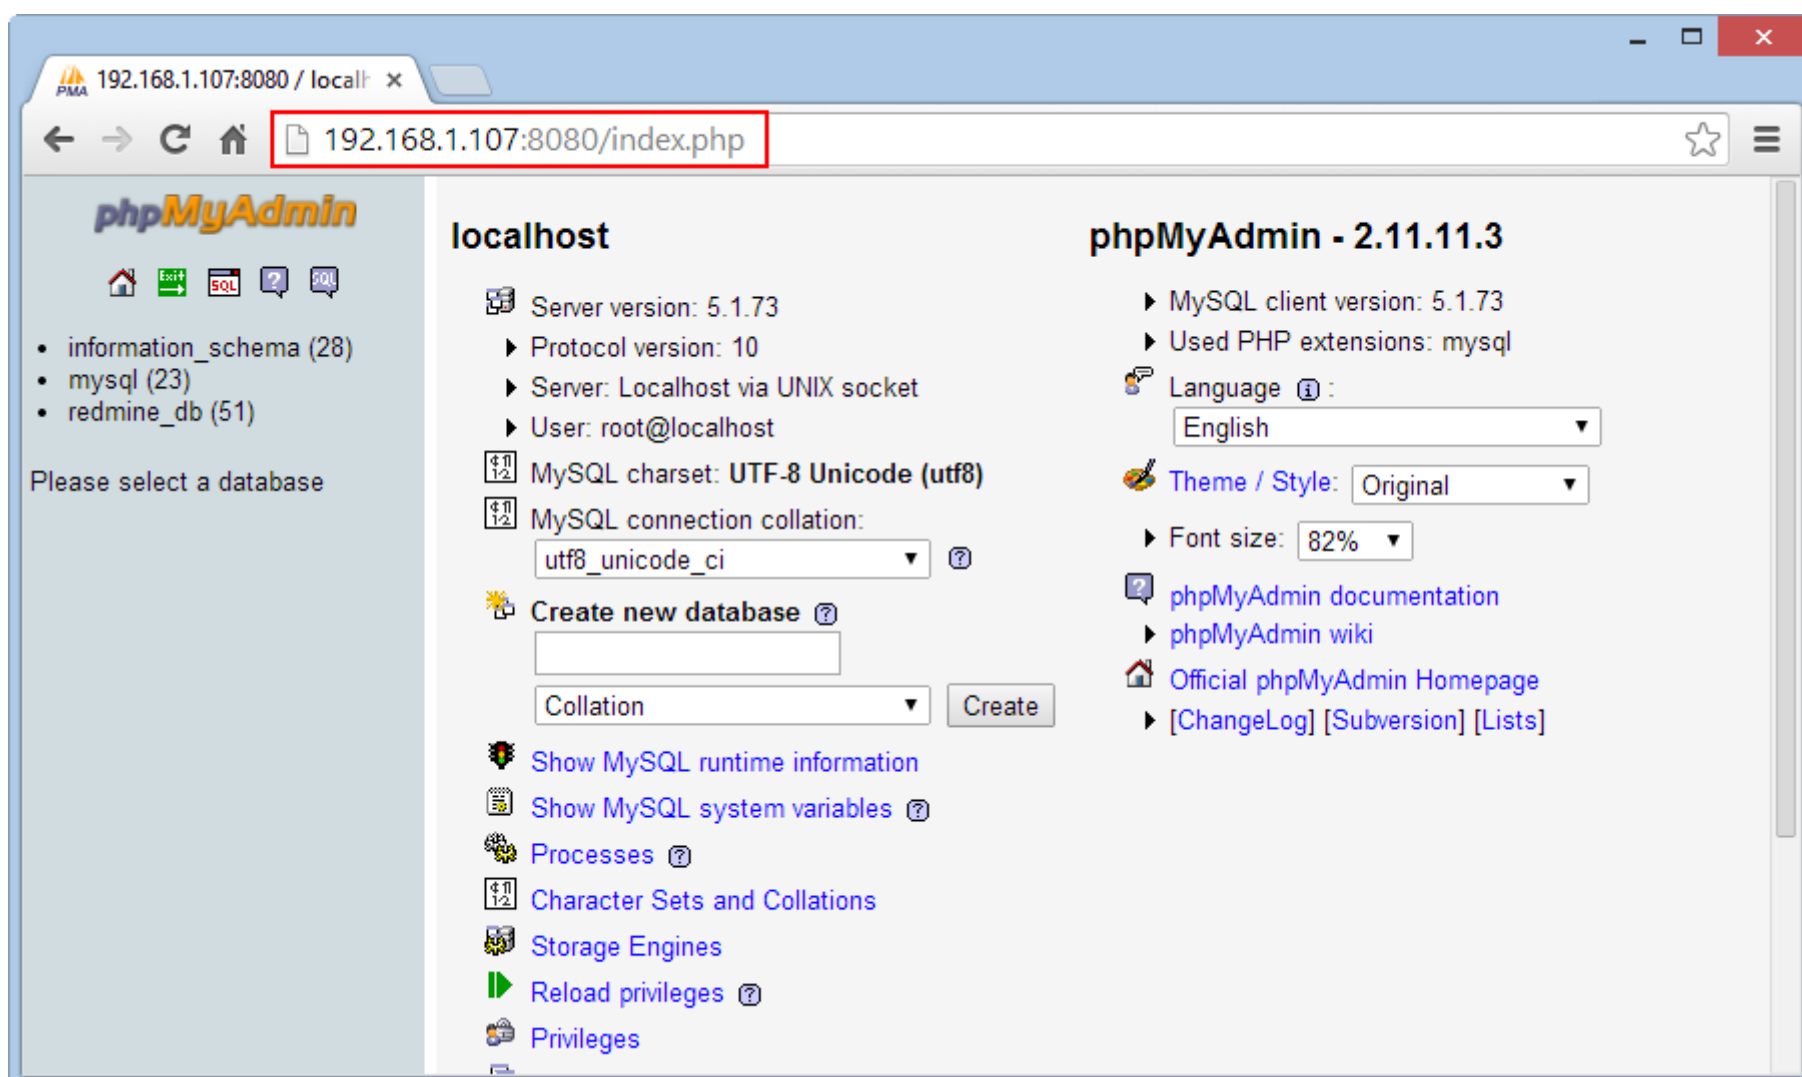 192.168.1.107:8080 / localh
192.168.1.107:8080/index.php
phpMyAdmin
information_schema (28)
mysql (23)
redmine_db (51)
Please select a database
localhost
Server version: 5.1.73
Protocol version: 10
Server: Localhost via UNIX socket
User: root@localhost
MySQL charset: UTF-8 Unicode (utf8)
MySQL connection collation:
utf8_unicode_ci
Create new database
Collation
Create
Show MySQL runtime information
Show MySQL system variables
Processes
Character Sets and Collations
Storage Engines
Reload privileges
Privileges
phpMyAdmin - 2.11.11.3
MySQL client version: 5.1.73
Used PHP extensions: mysql
Language :
English
Theme / Style: Original
Font size: 82%
phpMyAdmin documentation
phpMyAdmin wiki
Official phpMyAdmin Homepage
[ChangeLog] [Subversion] [Lists]